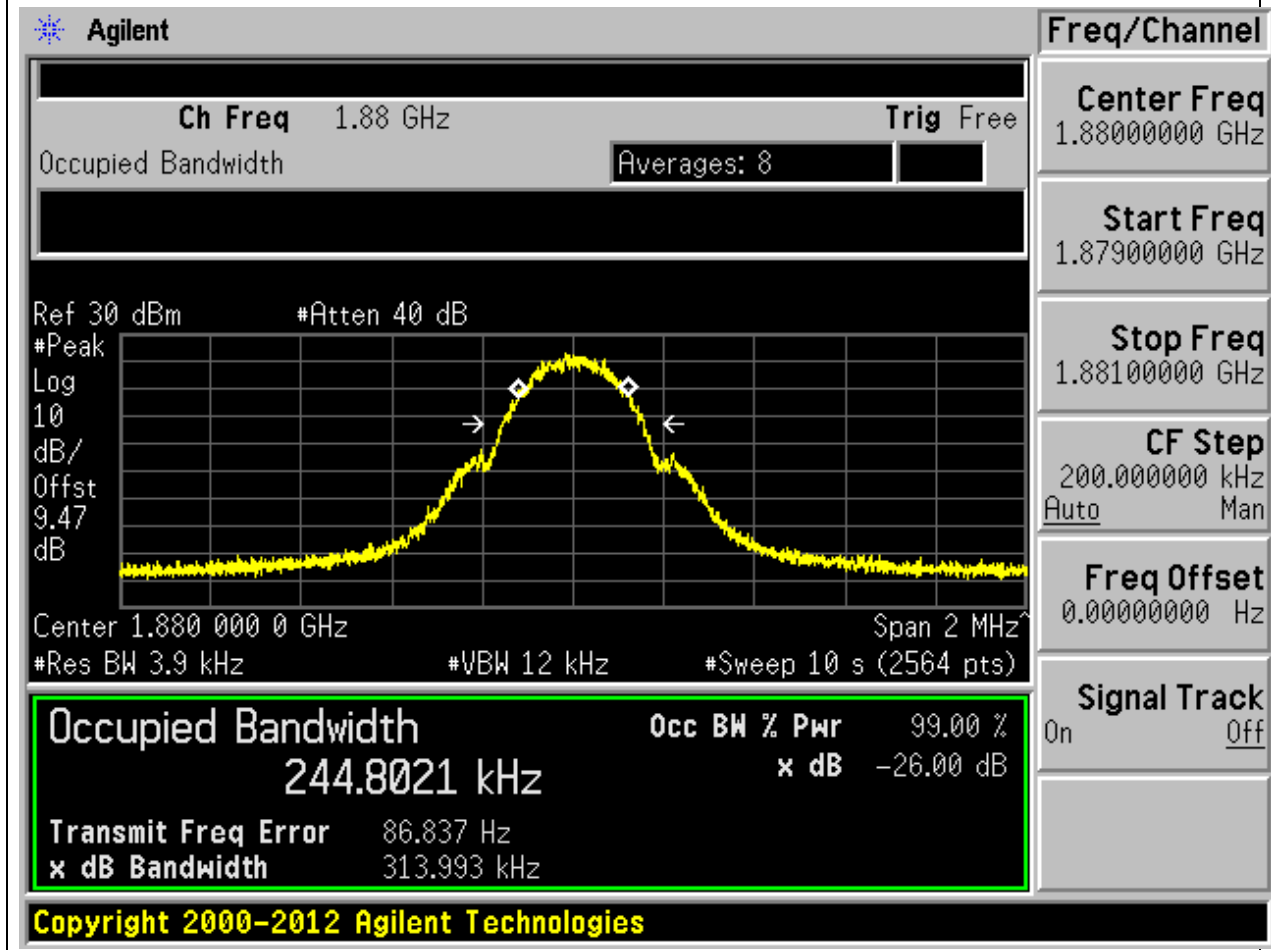 Agilent
Freq/Channel
Ch Freq 1.88 GHz Trig Free
Occupied Bandwidth Averages: 8
Ref 30 dBm #Atten 40 dB
#Peak
Log
10
dB/
Offst
9.47
dB
Center 1.880 000 0 GHz Span 2 MHz^
#Res BW 3.9 kHz #VBW 12 kHz #Sweep 10 s (2564 pts)
Occupied Bandwidth
244.8021 kHz
Occ BW % Pwr 99.00 %
x dB -26.00 dB
Transmit Freq Error 86.837 Hz
x dB Bandwidth 313.993 kHz
Center Freq
1.88000000 GHz
Start Freq
1.87900000 GHz
Stop Freq
1.88100000 GHz
CF Step
200.000000 kHz
Auto Man
Freq Offset
0.00000000 Hz
Signal Track
On Off
Copyright 2000-2012 Agilent Technologies